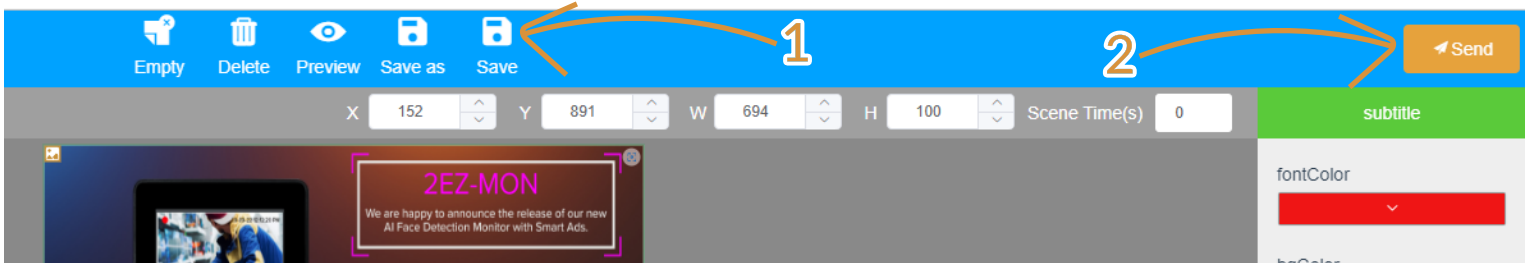 1
2
Send
Empty
Delete
Preview
Save as
Save
X 152 Y 891 W 694 H 100 Scene Time(s) 0
subtitle
2EZ-MON
We are happy to announce the release of our new
AI Face Detection Monitor with Smart Ads.
fontColor
bgColor